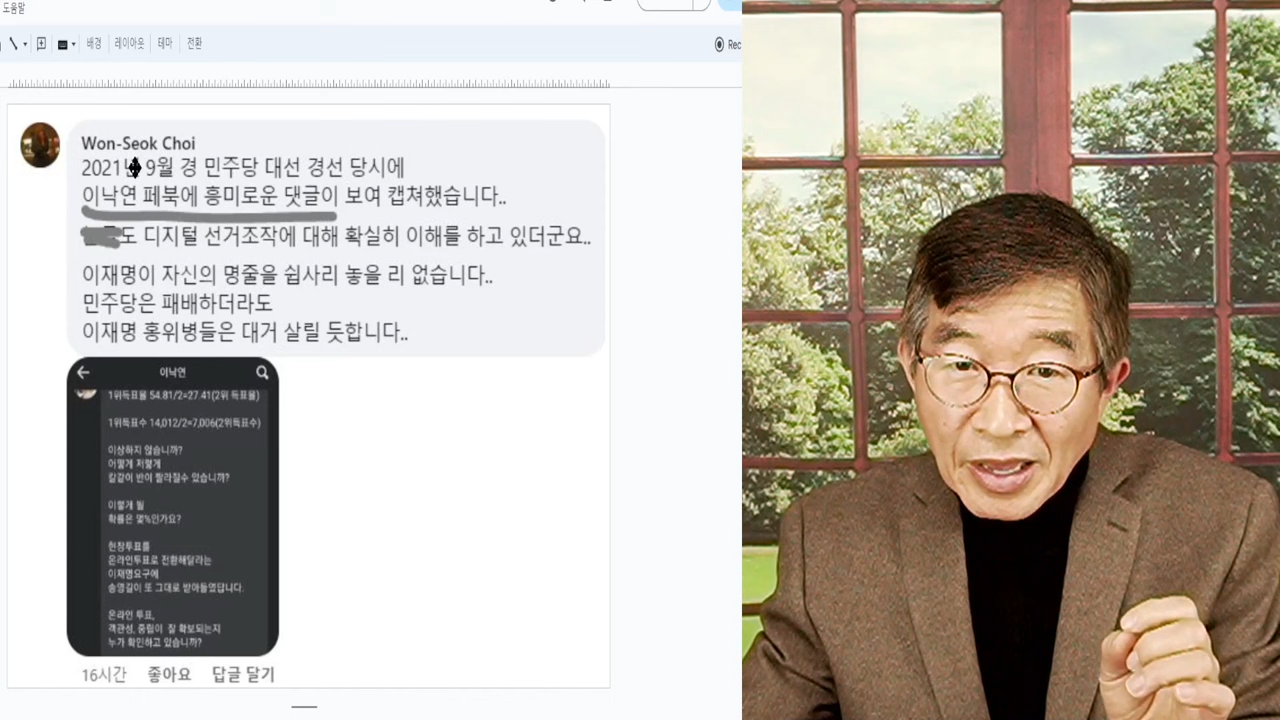 도움말
배경 레이아웃 테마 전환
Rec
Won-Seok Choi
2021년 9월 경 민주당 대선 경선 당시에
이낙연 페북에 흥미로운 댓글이 보여 캡쳐했습니다..
도 디지털 선거조작에 대해 확실히 이해를 하고 있더군요..
이재명이 자신의 명줄을 쉽사리 놓을 리 없습니다..
민주당은 패배하더라도
이재명 홍위병들은 대거 살릴 듯합니다..
이낙연
1위득표율 54.81/2=27.41(2위 득표율)
1위득표수 14,012/2=7,006(2위득표수)
이상하지 않습니까?
어떻게 저렇게
칼같이 반이 짤라질수 있습니까?
이렇게 될
확률은 몇%인가요?
현장투표를
온라인투표로 전환해달라는
이재명요구에
송영길이 또 그대로 받아들였답니다.
온라인 투표,
객관성, 중립이 잘 확보되는지
누가 확인하고 있습니까?
16시간 좋아요 답글 달기